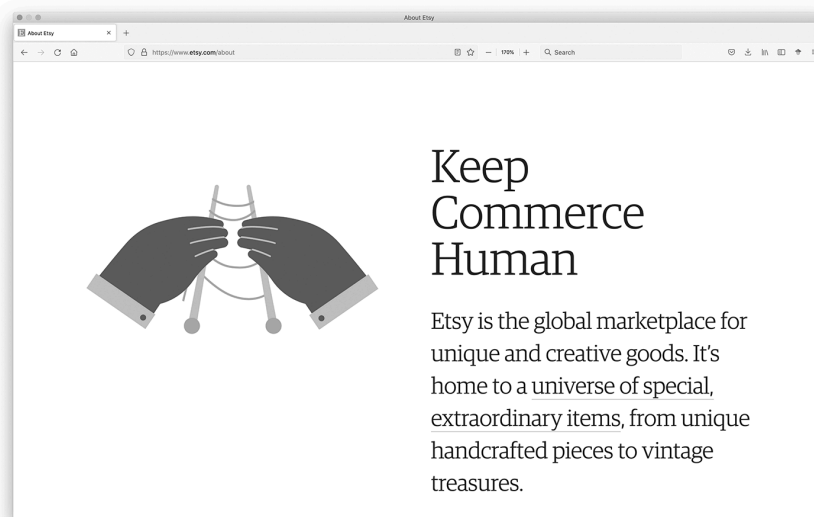 About Etsy
About Etsy
https://www.etsy.com/about
170%
Search
Keep
Commerce
Human
Etsy is the global marketplace for
unique and creative goods. It’s
home to a universe of special,
extraordinary items, from unique
handcrafted pieces to vintage
treasures.